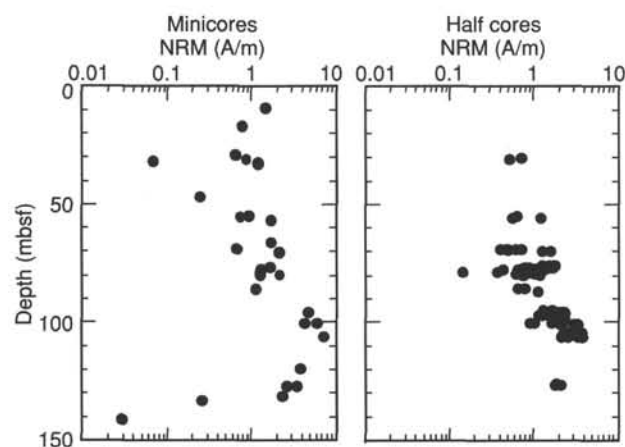 Minicores
NRM (A/m)
0.01 0.1 1 10
Half cores
NRM (A/m)
0.01 0.1 1 10
0
50
100
150
Depth (mbsf)